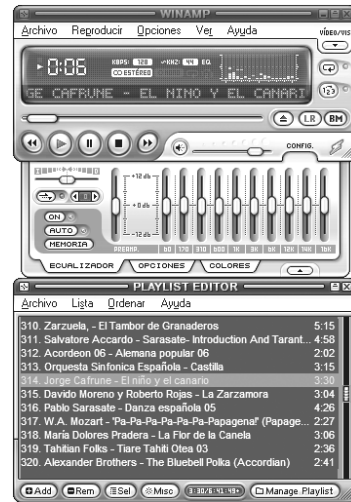 WINAMP
Archivo Reproducir Opciones Ver Ayuda
VÍDEO/VIS
0:06 KBPS: 128 KHZ: 44 EQ.
CO ESTÉREO
GE CAFRUNE - EL NINO Y EL CANARI
LR BM
CONFIG.
+12 db
+0 db
-12 db
ON
AUTO
MEMORIA
PREAMP. 60 170 310 600 1K 3K 6K 12K 14K 16K
ECUALIZADOR OPCIONES COLORES
PLAYLIST EDITOR
Archivo Lista Ordenar Ayuda
310. Zarzuela, - El Tambor de Granaderos 5:15
311. Salvatore Accardo - Sarasate- Introduction And Tarant... 4:58
312. Acordeon 06 - Alemana popular 06 2:02
313. Orquesta Sinfonica Española - Castilla 3:15
314. Jorge Cafrune - El niño y el canario 3:30
315. Davido Moreno y Roberto Rojas - La Zarzamora 3:04
316. Pablo Sarasate - Danza española 05 4:26
317. W.A. Mozart - "Pa-Pa-Pa-Pa-Pa-Papagena!" (Papage... 2:27
318. María Dolores Pradera - La Flor de la Canela 3:06
319. Tahitian Folks - Tiare Tahiti Otea 03 2:36
320. Alexander Brothers - The Bluebell Polka (Accordian) 2:41
Add Rem Sel Misc Manage Playlist